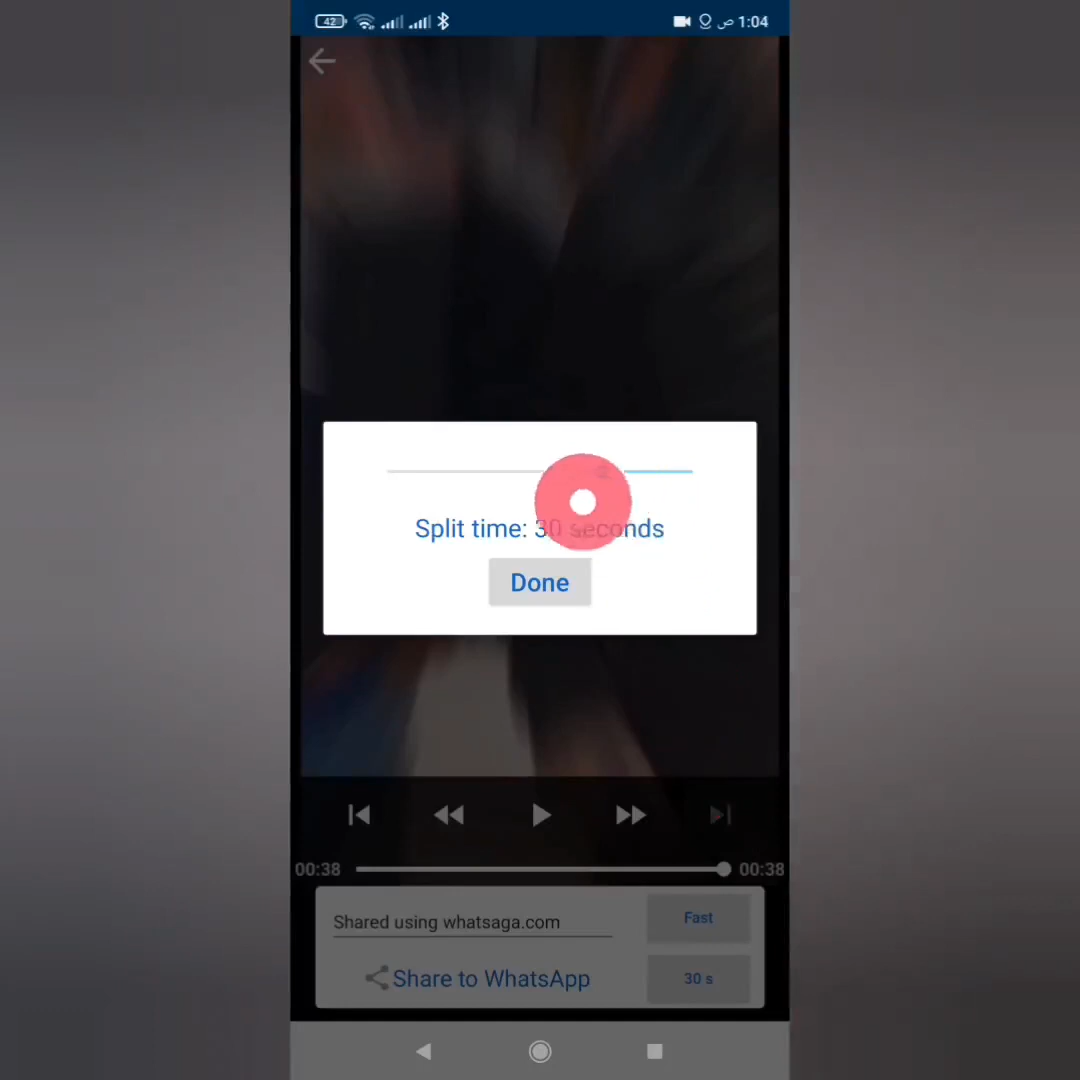 42
ص 1:04
Split time: 30 seconds
Done
00:38
00:38
Shared using whatsaga.com
Fast
Share to WhatsApp
30 s